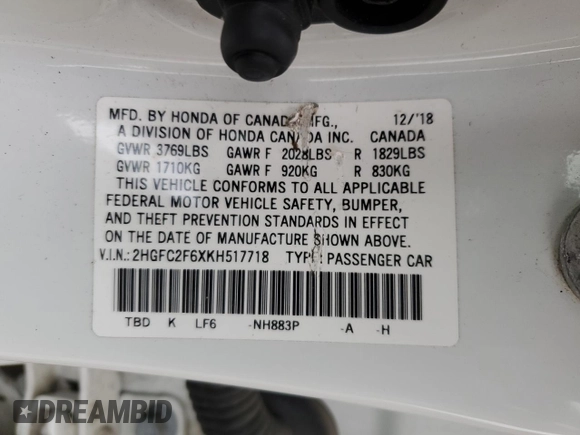 MFD. BY HONDA OF CANADA MFG., 12/'18
A DIVISION OF HONDA CANADA INC. CANADA
GVWR 3769LBS GAWR F 2028LBS R 1829LBS
GVWR 1710KG GAWR F 920KG R 830KG
THIS VEHICLE CONFORMS TO ALL APPLICABLE
FEDERAL MOTOR VEHICLE SAFETY, BUMPER,
AND THEFT PREVENTION STANDARDS IN EFFECT
ON THE DATE OF MANUFACTURE SHOWN ABOVE.
V.I.N.: 2HGFC2F6XKH517718 TYPE: PASSENGER CAR
TBD K LF6 -NH883P -A -H
DREAMBID